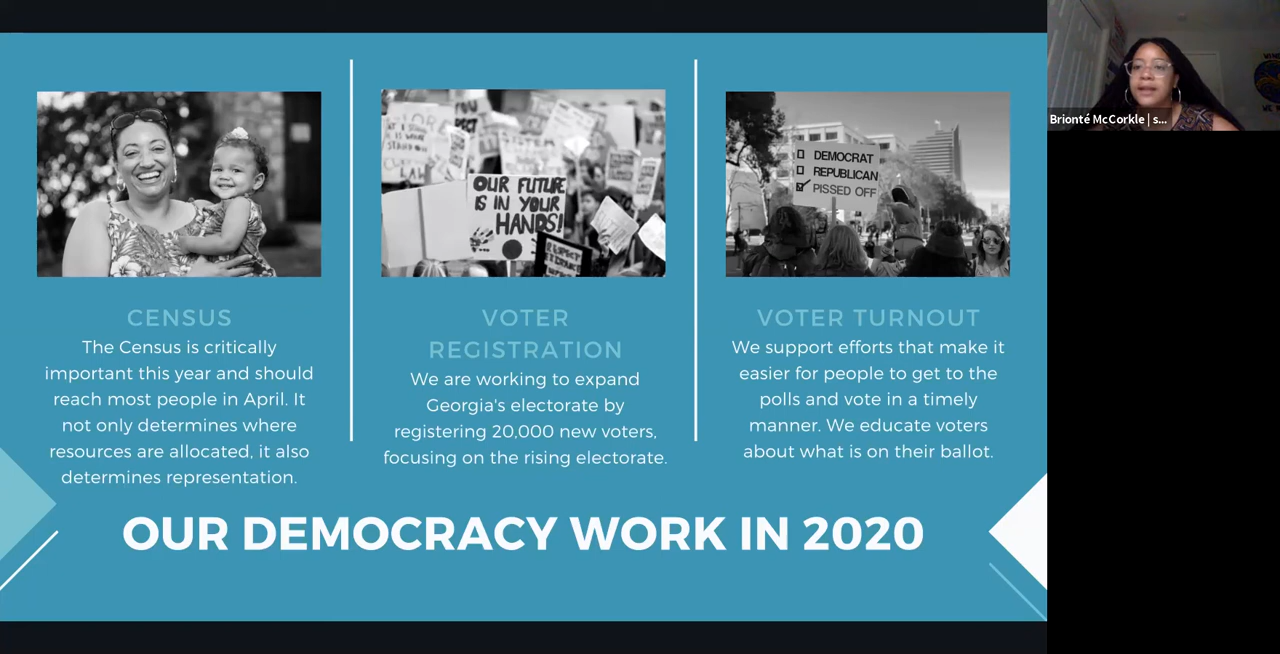 OUR FUTURE
IS IN YOUR
HANDS!
DEMOCRAT
REPUBLICAN
PISSED OFF
CENSUS
The Census is critically
important this year and should
reach most people in April. It
not only determines where
resources are allocated, it also
determines representation.
VOTER
REGISTRATION
We are working to expand
Georgia's electorate by
registering 20,000 new voters,
focusing on the rising electorate.
VOTER TURNOUT
We support efforts that make it
easier for people to get to the
polls and vote in a timely
manner. We educate voters
about what is on their ballot.
OUR DEMOCRACY WORK IN 2020
Brionté McCorkle | s...